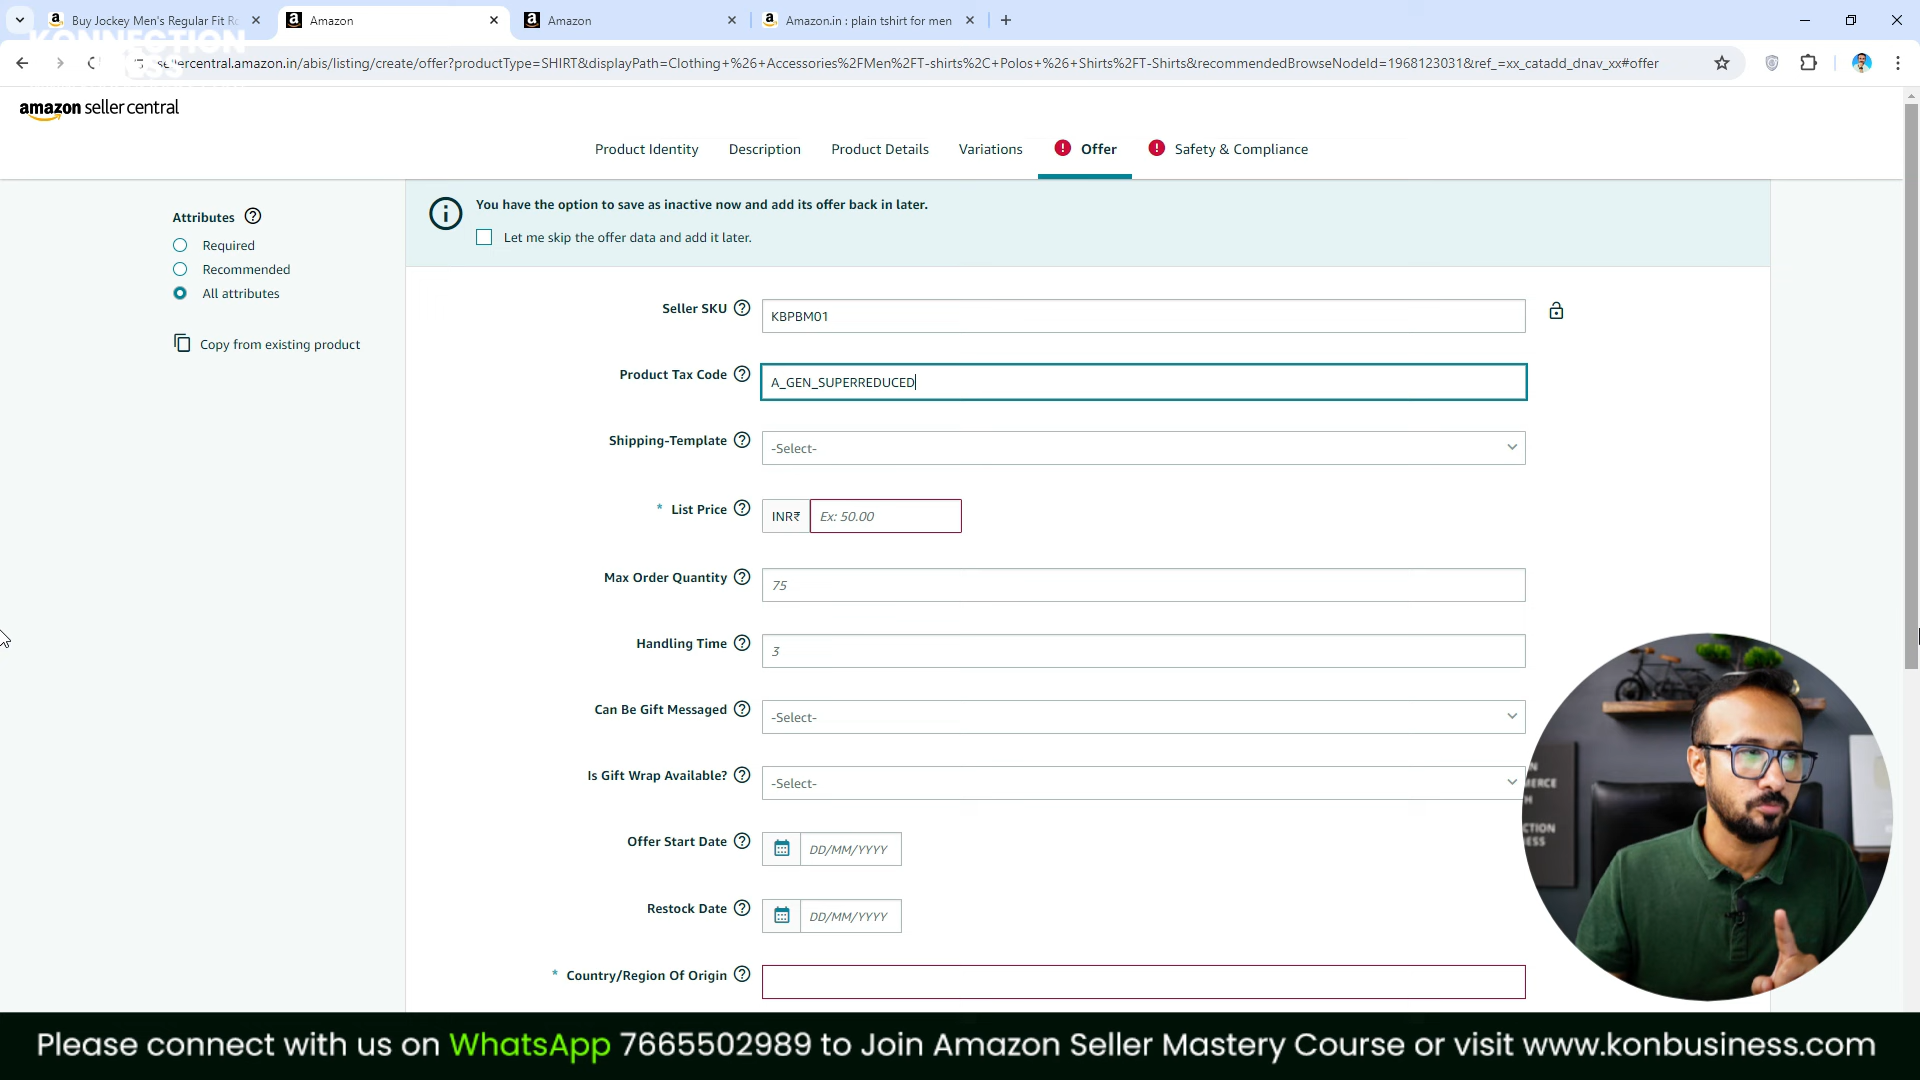 Buy Jockey Men's Regular Fit Ro
Amazon
Amazon
Amazon.in : plain tshirt for men
KONNECTION
sellercentral.amazon.in/abis/listing/create/offer?productType=SHIRT&displayPath=Clothing+%26+Accessories%2FMen%2FT-shirts%2C+Polos+%26+Shirts%2FT-Shirts&recommendedBrowseNodeId=1968123031&ref_=xx_catadd_dnav_xx#offer
amazon seller central
Product Identity
Description
Product Details
Variations
! Offer
! Safety & Compliance
Attributes ?
Required
Recommended
All attributes
Copy from existing product
You have the option to save as inactive now and add its offer back in later.
Let me skip the offer data and add it later.
Seller SKU ? KBPBM01
Product Tax Code ? A_GEN_SUPERREDUCED
Shipping-Template ? -Select-
* List Price ? INR₹ Ex: 50.00
Max Order Quantity ? 75
Handling Time ? 3
Can Be Gift Messaged ? -Select-
Is Gift Wrap Available? ? -Select-
Offer Start Date ? DD/MM/YYYY
Restock Date ? DD/MM/YYYY
* Country/Region Of Origin ?
Please connect with us on WhatsApp 7665502989 to Join Amazon Seller Mastery Course or visit www.konbusiness.com